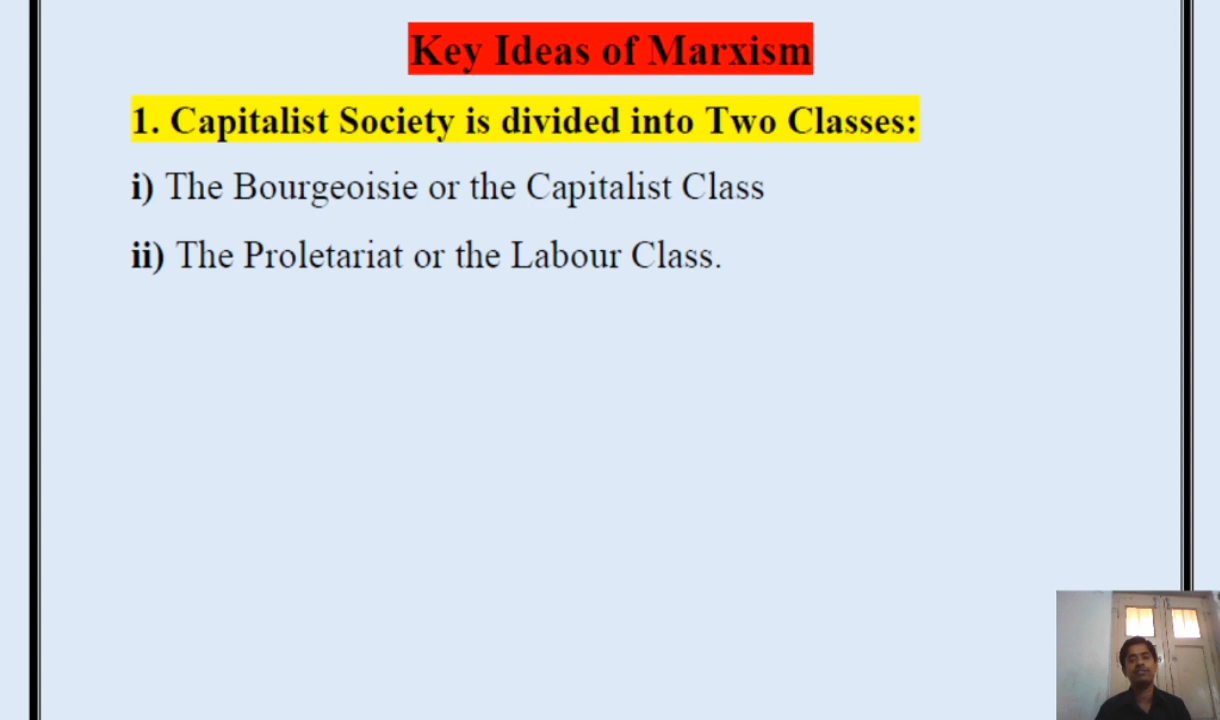 Key Ideas of Marxism
1. Capitalist Society is divided into Two Classes:
i) The Bourgeoisie or the Capitalist Class
ii) The Proletariat or the Labour Class.